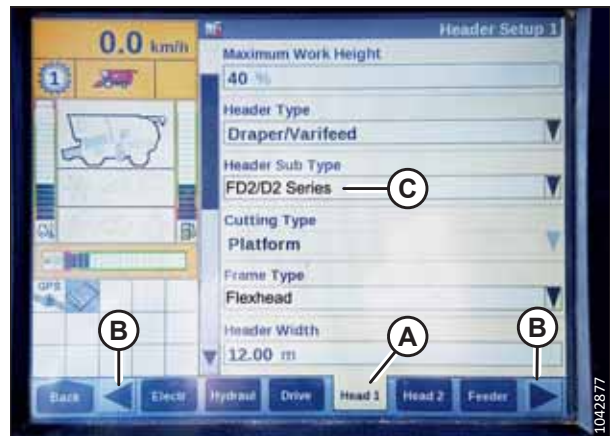 0.0 km/h
Header Setup 1
1
Maximum Work Height
40 %
Header Type
Draper/Varifeed
Header Sub Type
FD2/D2 Series
C
Cutting Type
Platform
Frame Type
Flexhead
GPS
Header Width
12.00 m
B
A
B
Back
Electr
Hydraul
Drive
Head 1
Head 2
Feeder
1042877